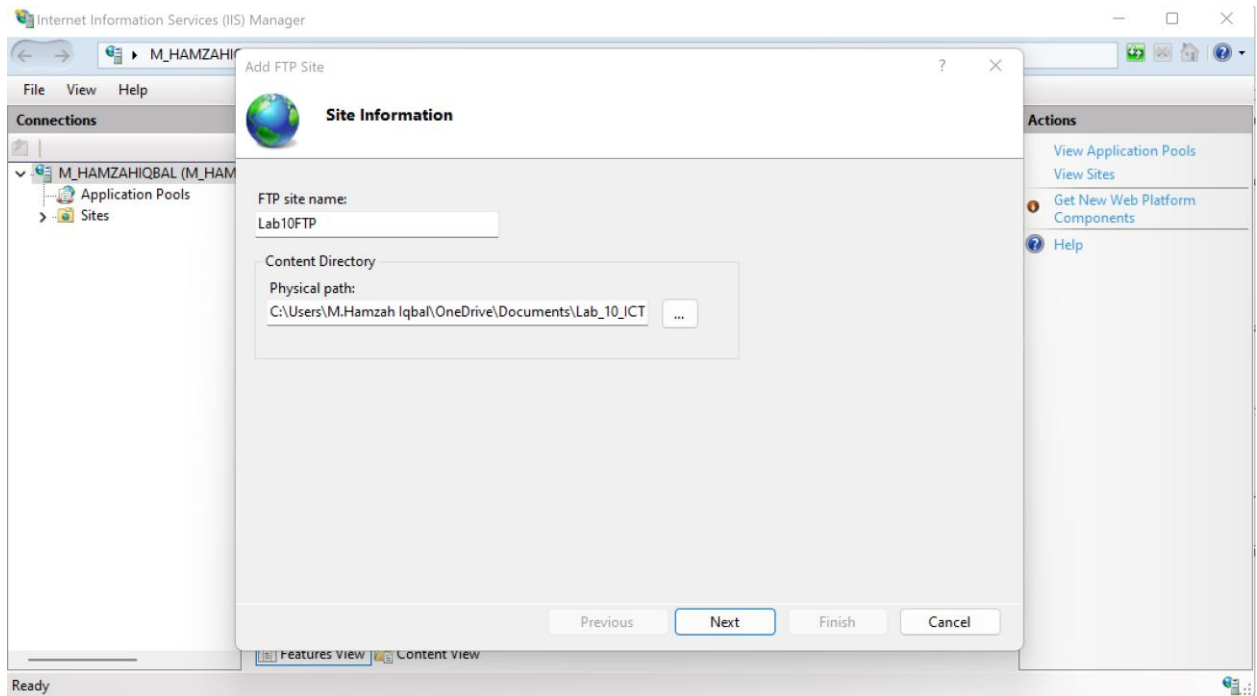 Internet Information Services (IIS) Manager
M_HAMZAHIQ
File View Help
Connections
M_HAMZAHIQBAL (M_HAM
Application Pools
Sites
Add FTP Site
?
Site Information
FTP site name:
Lab10FTP
Content Directory
Physical path:
C:\Users\M.Hamzah Iqbal\OneDrive\Documents\Lab_10_ICT
...
Previous Next Finish Cancel
Features View Content View
Actions
View Application Pools
View Sites
Get New Web Platform
Components
Help
Ready